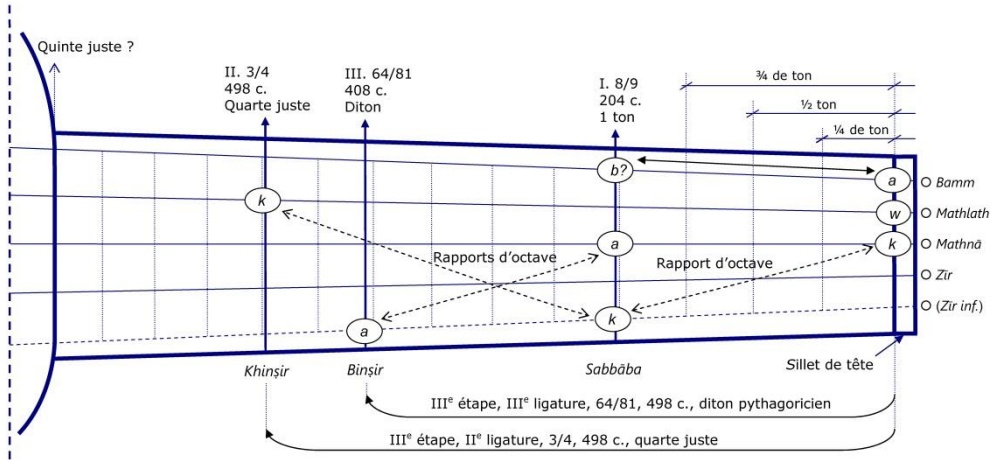 Quinte juste ?
II. 3/4
498 c.
Quarte juste
III. 64/81
408 c.
Diton
I. 8/9
204 c.
1 ton
¾ de ton
½ ton
¼ de ton
b?
a
Bamm
k
w
Mathlath
a
k
Mathnā
Rapports d'octave
Rapport d'octave
Zīr
a
k
(Zīr inf.)
Khinṣir
Binṣir
Sabbāba
Sillet de tête
IIIe étape, IIIe ligature, 64/81, 498 c., diton pythagoricien
IIIe étape, IIe ligature, 3/4, 498 c., quarte juste